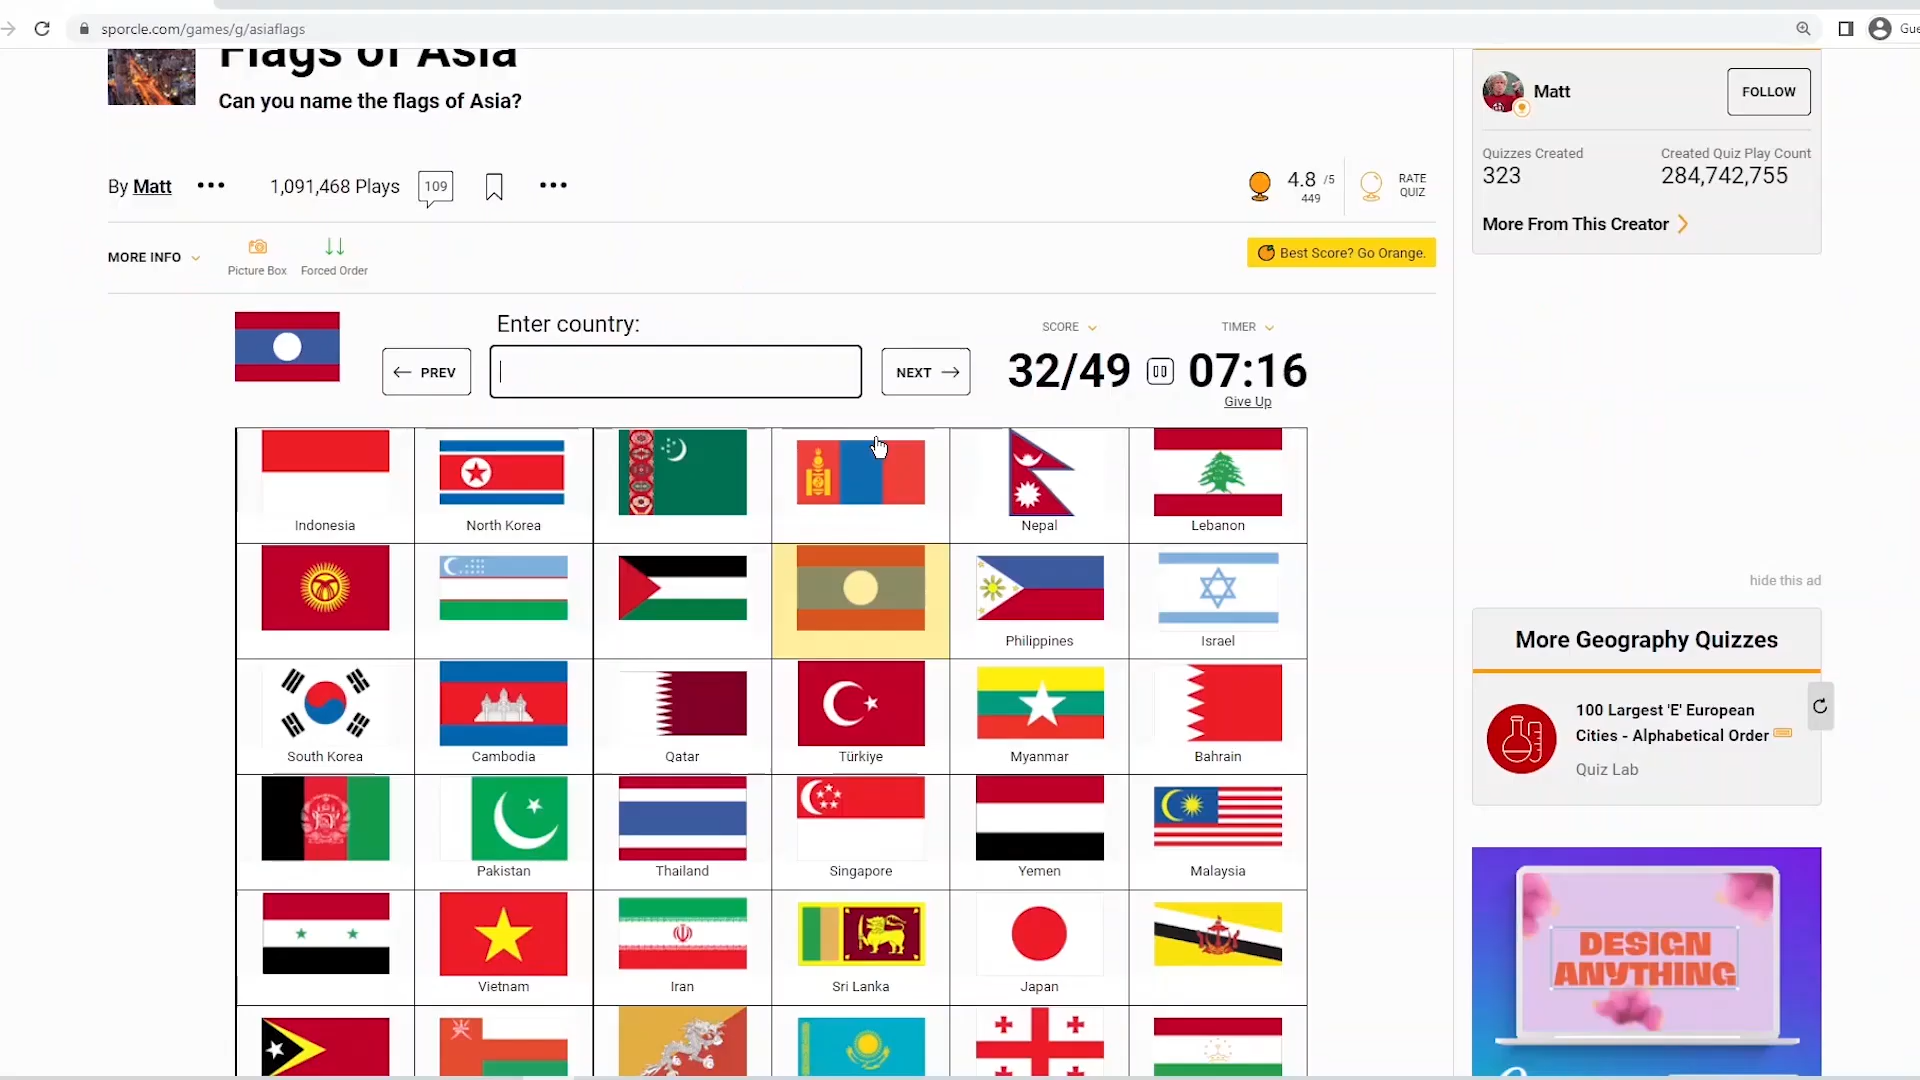 sporcle.com/games/g/asiaflags
Flags of Asia
Can you name the flags of Asia?
By Matt
1,091,468 Plays
109
4.8 /5
449
RATE
QUIZ
MORE INFO
Picture Box
Forced Order
Best Score? Go Orange.
Enter country:
PREV
NEXT
SCORE
32/49
TIMER
07:16
Give Up
Indonesia
North Korea
Nepal
Lebanon
Philippines
Israel
South Korea
Cambodia
Qatar
Türkiye
Myanmar
Bahrain
Pakistan
Thailand
Singapore
Yemen
Malaysia
Vietnam
Iran
Sri Lanka
Japan
Matt
FOLLOW
Quizzes Created
323
Created Quiz Play Count
284,742,755
More From This Creator
hide this ad
More Geography Quizzes
100 Largest 'E' European
Cities - Alphabetical Order
Quiz Lab
DESIGN
ANYTHING